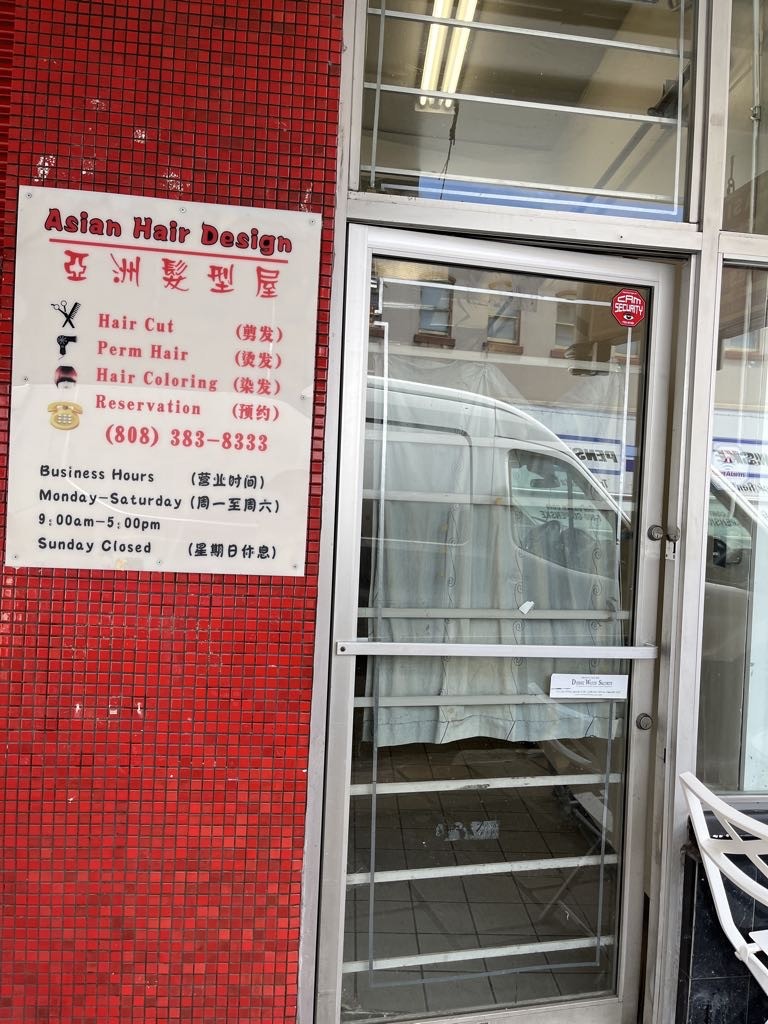 Asian Hair Design
亞洲髮型屋
Hair Cut (剪发)
Perm Hair (烫发)
Hair Coloring (染发)
Reservation (预约)
(808) 383-8333
Business Hours (营业时间)
Monday-Saturday (周一至周六)
9:00am-5:00pm
Sunday Closed (星期日休息)
CAM
SECURITY
PENSKE